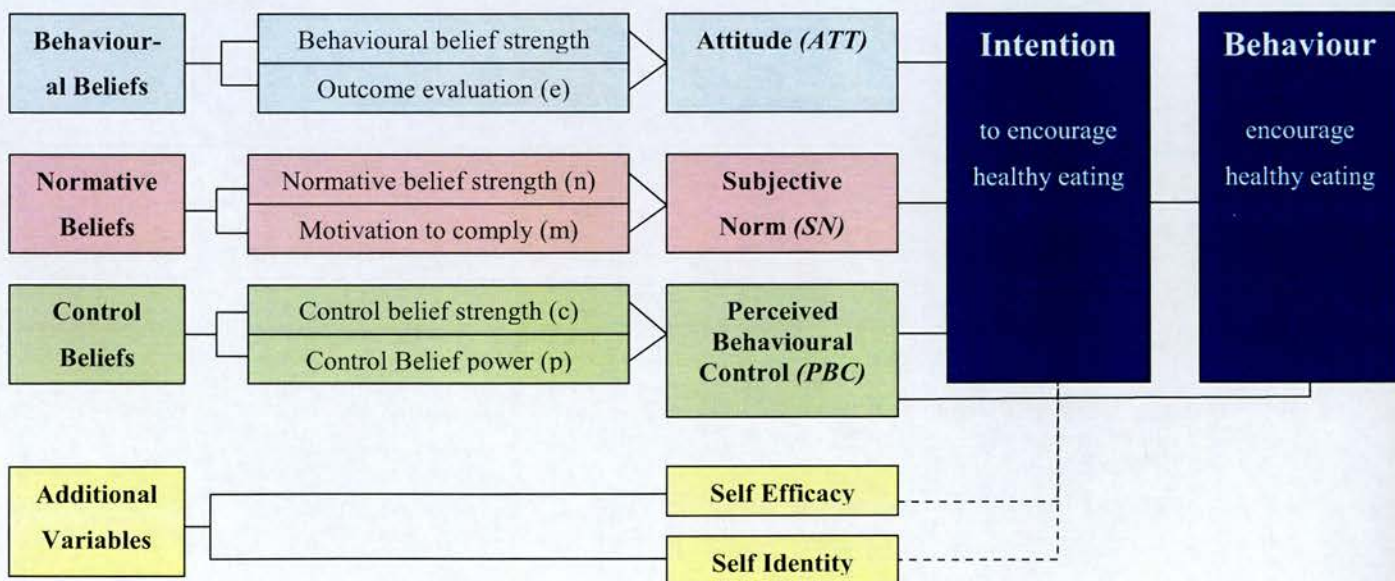 Behaviour-
al Beliefs
Behavioural belief strength
Outcome evaluation (e)
Attitude (ATT)
Intention
to encourage
healthy eating
Behaviour
encourage
healthy eating
Normative
Beliefs
Normative belief strength (n)
Motivation to comply (m)
Subjective
Norm (SN)
Control
Beliefs
Control belief strength (c)
Control Belief power (p)
Perceived
Behavioural
Control (PBC)
Additional
Variables
Self Efficacy
Self Identity